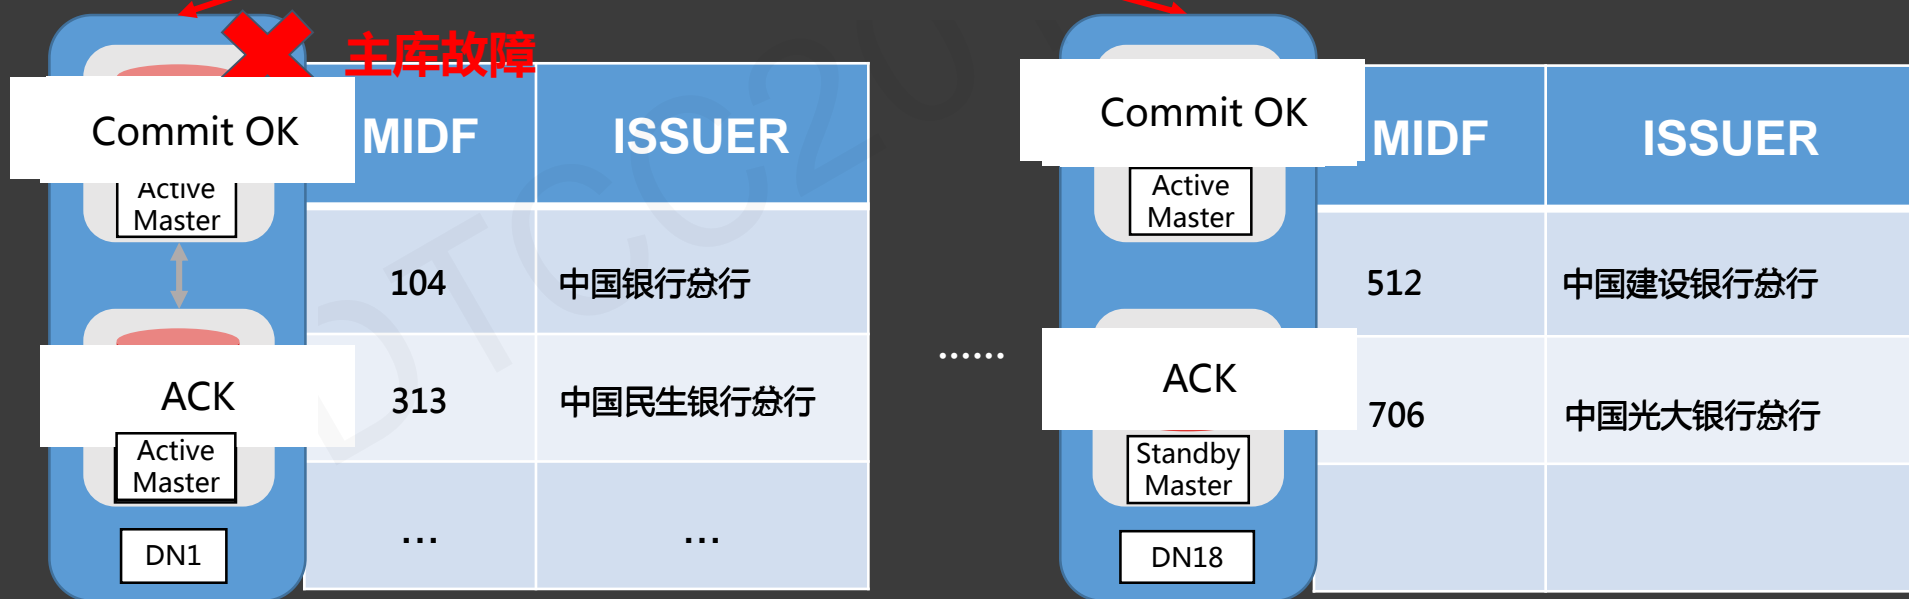 主库故障
Commit OK
Active
Master
ACK
Active
Master
DN1
MIDF ISSUER
104 中国银行总行
313 中国民生银行总行
... ...
......
Commit OK
Active
Master
ACK
Standby
Master
DN18
MIDF ISSUER
512 中国建设银行总行
706 中国光大银行总行